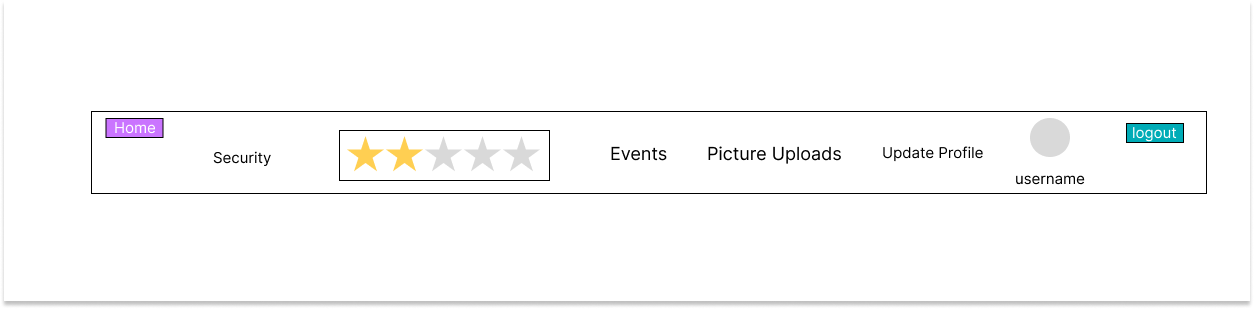 Home
Security
Events
Picture Uploads
Update Profile
username
logout